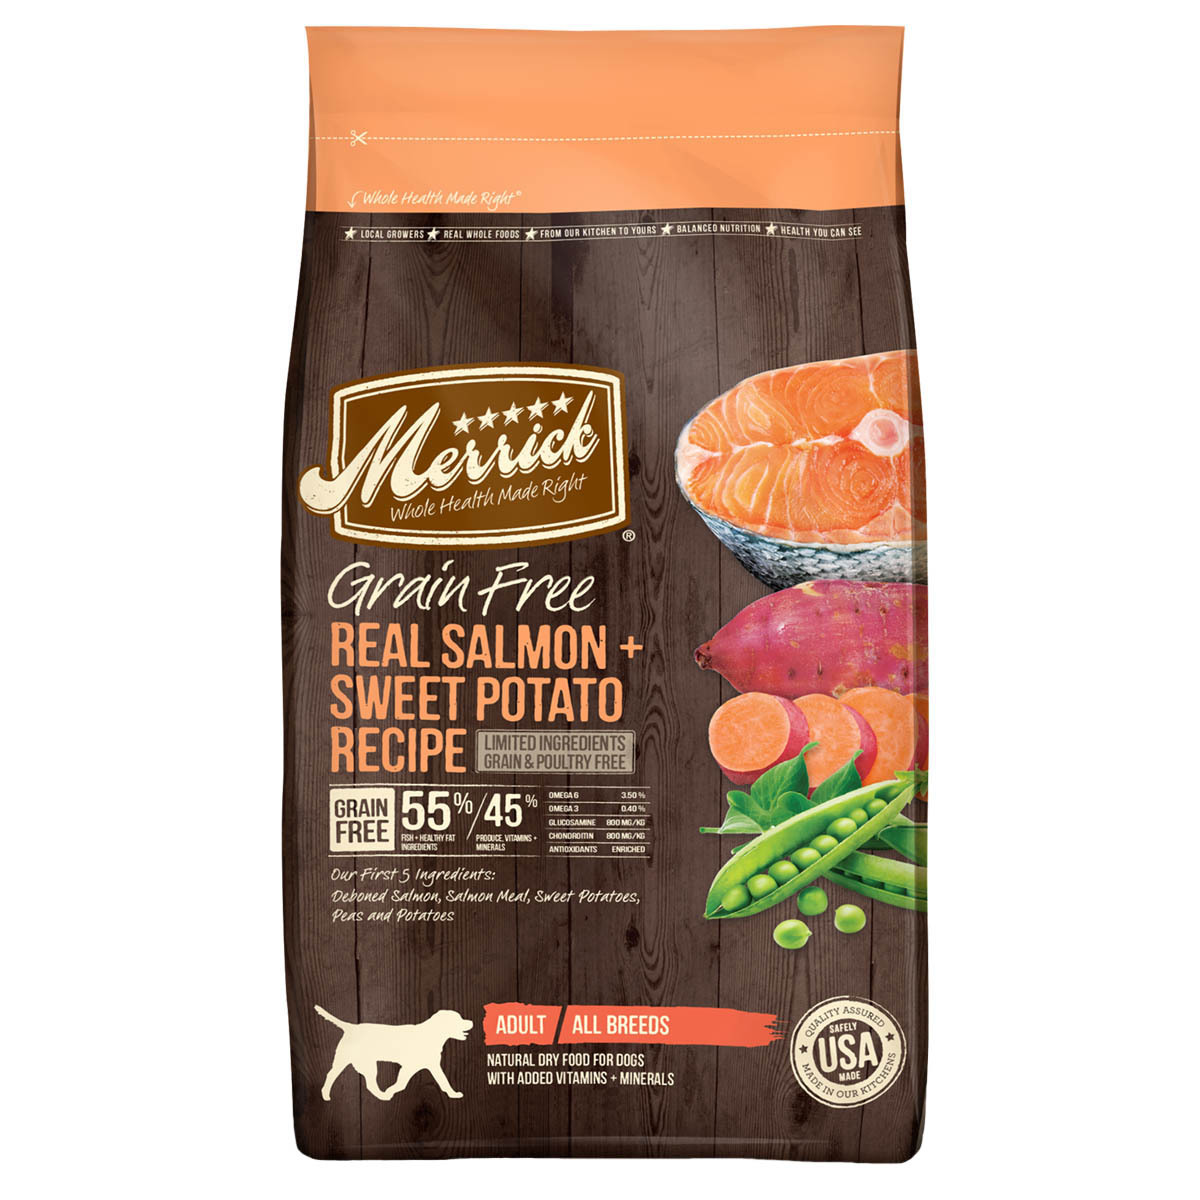 Whole Health Made Right®
LOCAL GROWERS ★ REAL WHOLE FOODS ★ FROM OUR KITCHEN TO YOURS ★ BALANCED NUTRITION ★ HEALTH YOU CAN SEE
Merrick
Whole Health Made Right
®
Grain Free
REAL SALMON +
SWEET POTATO
RECIPE
LIMITED INGREDIENTS
GRAIN & POULTRY FREE
GRAIN
FREE
55%/45%
FISH + HEALTHY FAT
INGREDIENTS
PRODUCE, VITAMINS +
MINERALS
OMEGA 6 3.50 %
OMEGA 3 0.40 %
GLUCOSAMINE 800 MG/KG
CHONDROITIN 800 MG/KG
ANTIOXIDANTS ENRICHED
Our First 5 Ingredients:
Deboned Salmon, Salmon Meal, Sweet Potatoes,
Peas and Potatoes
ADULT / ALL BREEDS
NATURAL DRY FOOD FOR DOGS
WITH ADDED VITAMINS + MINERALS
QUALITY ASSURED
SAFELY
USA
MADE
MADE IN OUR KITCHENS